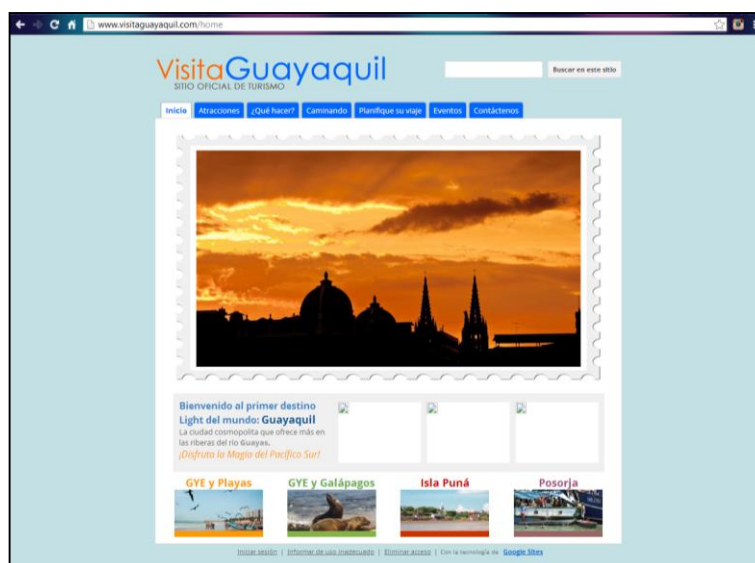 www.visitaguayaquil.com/home
VisitaGuayaquil
SITIO OFICIAL DE TURISMO
Buscar en este sitio
Inicio Atracciones ¿Qué hacer? Caminando Planifique su viaje Eventos Contáctenos
Bienvenido al primer destino
Light del mundo: Guayaquil
La ciudad cosmopolita que ofrece más en
las riberas del río Guayas.
¡Disfruta la Magia del Pacífico Sur!
GYE y Playas GYE y Galápagos Isla Puná Posorja
Iniciar sesión | Informar de uso inadecuado | Eliminar acceso | Con la tecnología de Google Sites